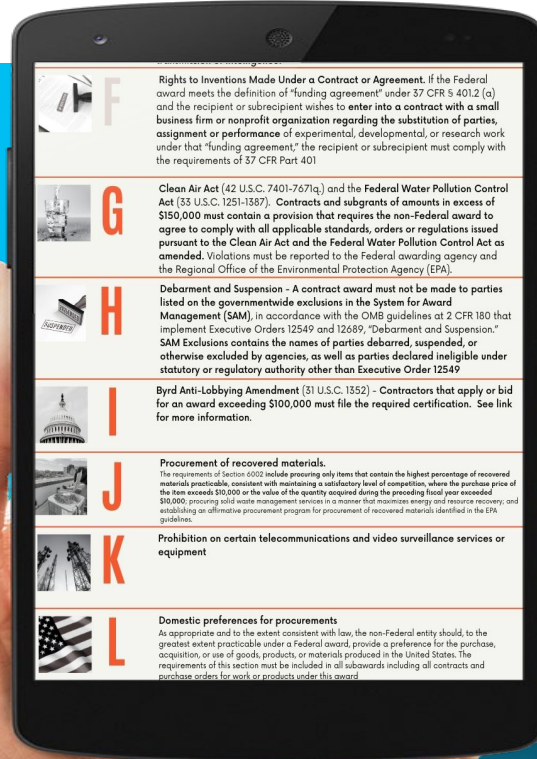 F
Rights to Inventions Made Under a Contract or Agreement. If the Federal
award meets the definition of "funding agreement" under 37 CFR § 401.2 (a)
and the recipient or subrecipient wishes to enter into a contract with a small
business firm or nonprofit organization regarding the substitution of parties,
assignment or performance of experimental, developmental, or research work
under that "funding agreement," the recipient or subrecipient must comply with
the requirements of 37 CFR Part 401
G
Clean Air Act (42 U.S.C. 7401-7671q.) and the Federal Water Pollution Control
Act (33 U.S.C. 1251-1387). Contracts and subgrants of amounts in excess of
$150,000 must contain a provision that requires the non-Federal award to
agree to comply with all applicable standards, orders or regulations issued
pursuant to the Clean Air Act and the Federal Water Pollution Control Act as
amended. Violations must be reported to the Federal awarding agency and
the Regional Office of the Environmental Protection Agency (EPA).
SUSPENDED
H
Debarment and Suspension - A contract award must not be made to parties
listed on the governmentwide exclusions in the System for Award
Management (SAM), in accordance with the OMB guidelines at 2 CFR 180 that
implement Executive Orders 12549 and 12689, "Debarment and Suspension."
SAM Exclusions contains the names of parties debarred, suspended, or
otherwise excluded by agencies, as well as parties declared ineligible under
statutory or regulatory authority other than Executive Order 12549
I
Byrd Anti-Lobbying Amendment (31 U.S.C. 1352) - Contractors that apply or bid
for an award exceeding $100,000 must file the required certification. See link
for more information.
J
Procurement of recovered materials.
The requirements of Section 6002 include procuring only items that contain the highest percentage of recovered
materials practicable, consistent with maintaining a satisfactory level of competition, where the purchase price of
the item exceeds $10,000 or the value of the quantity acquired during the preceding fiscal year exceeded
$10,000; procuring solid waste management services in a manner that maximizes energy and resource recovery; and
establishing an affirmative procurement program for procurement of recovered materials identified in the EPA
guidelines.
K
Prohibition on certain telecommunications and video surveillance services or
equipment
L
Domestic preferences for procurements
As appropriate and to the extent consistent with law, the non-Federal entity should, to the
greatest extent practicable under a Federal award, provide a preference for the purchase,
acquisition, or use of goods, products, or materials produced in the United States. The
requirements of this section must be included in all subawards including all contracts and
purchase orders for work or products under this award